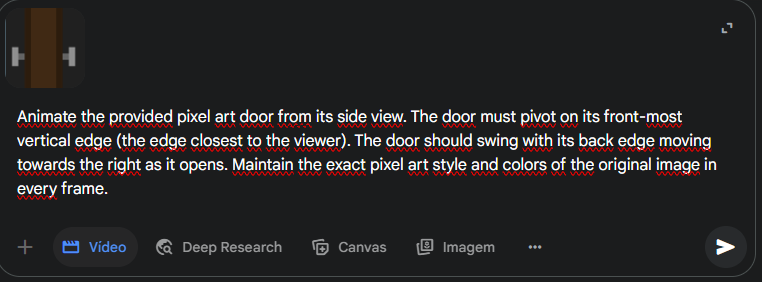 Animate the provided pixel art door from its side view. The door must pivot on its front-most
vertical edge (the edge closest to the viewer). The door should swing with its back edge moving
towards the right as it opens. Maintain the exact pixel art style and colors of the original image in
every frame.
Vídeo Deep Research Canvas Imagem